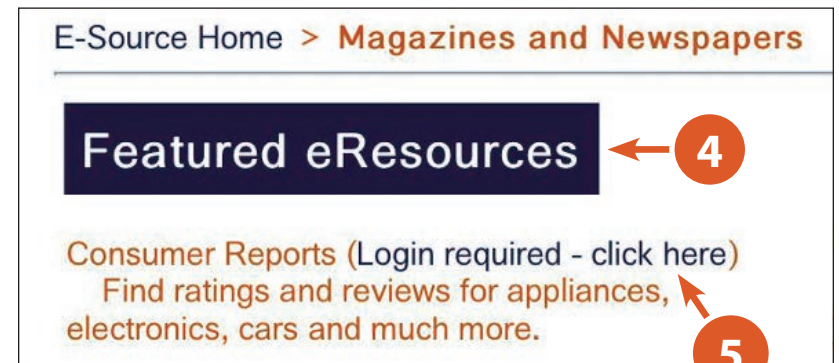 E-Source Home > Magazines and Newspapers
Featured eResources
4
Consumer Reports (Login required - click here)
Find ratings and reviews for appliances,
electronics, cars and much more.
5